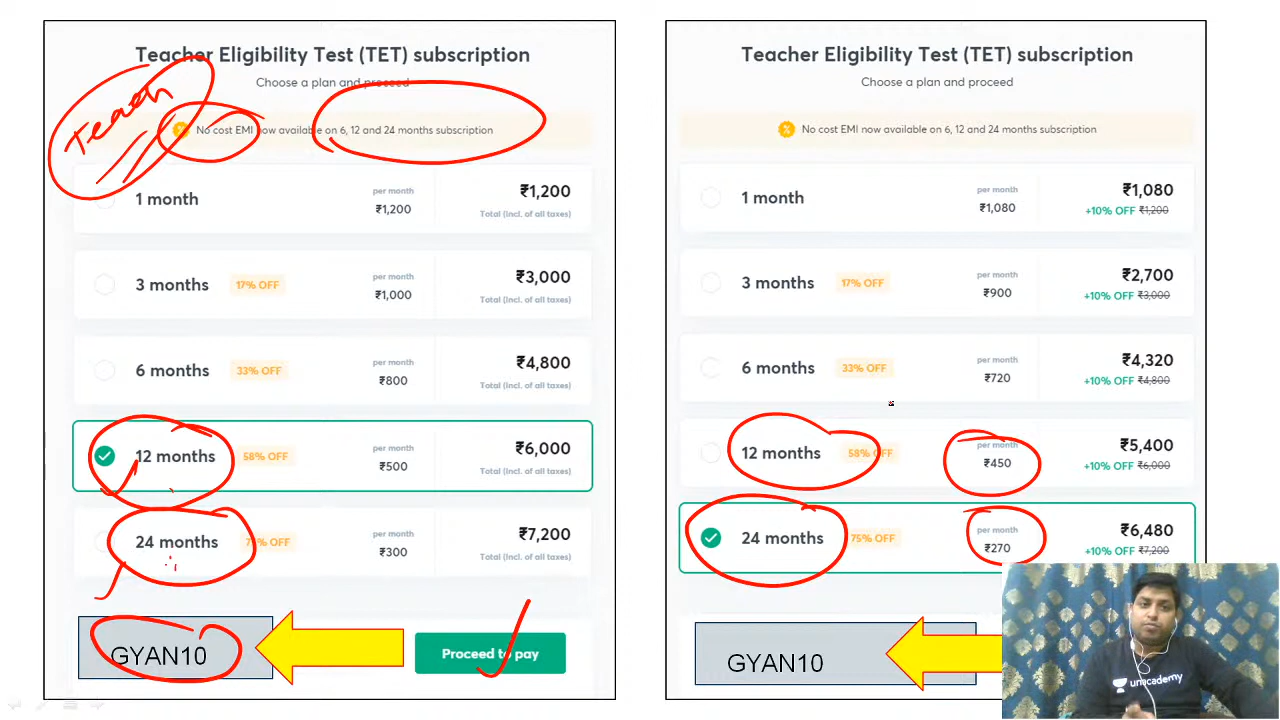 Teacher Eligibility Test (TET) subscription
Choose a plan and proceed
Teach
No cost EMI now available on 6, 12 and 24 months subscription
1 month per month ₹1,200 ₹1,200 Total (Incl. of all taxes)
3 months 17% OFF per month ₹1,000 ₹3,000 Total (Incl. of all taxes)
6 months 33% OFF per month ₹800 ₹4,800 Total (Incl. of all taxes)
12 months 58% OFF per month ₹500 ₹6,000 Total (Incl. of all taxes)
24 months 75% OFF per month ₹300 ₹7,200 Total (Incl. of all taxes)
GYAN10
Proceed to pay
Teacher Eligibility Test (TET) subscription
Choose a plan and proceed
No cost EMI now available on 6, 12 and 24 months subscription
1 month per month ₹1,080 ₹1,080 +10% OFF ₹1,200
3 months 17% OFF per month ₹900 ₹2,700 +10% OFF ₹3,000
6 months 33% OFF per month ₹720 ₹4,320 +10% OFF ₹4,800
12 months 58% OFF per month ₹450 ₹5,400 +10% OFF ₹6,000
24 months 75% OFF per month ₹270 ₹6,480 +10% OFF ₹7,200
GYAN10
unacademy